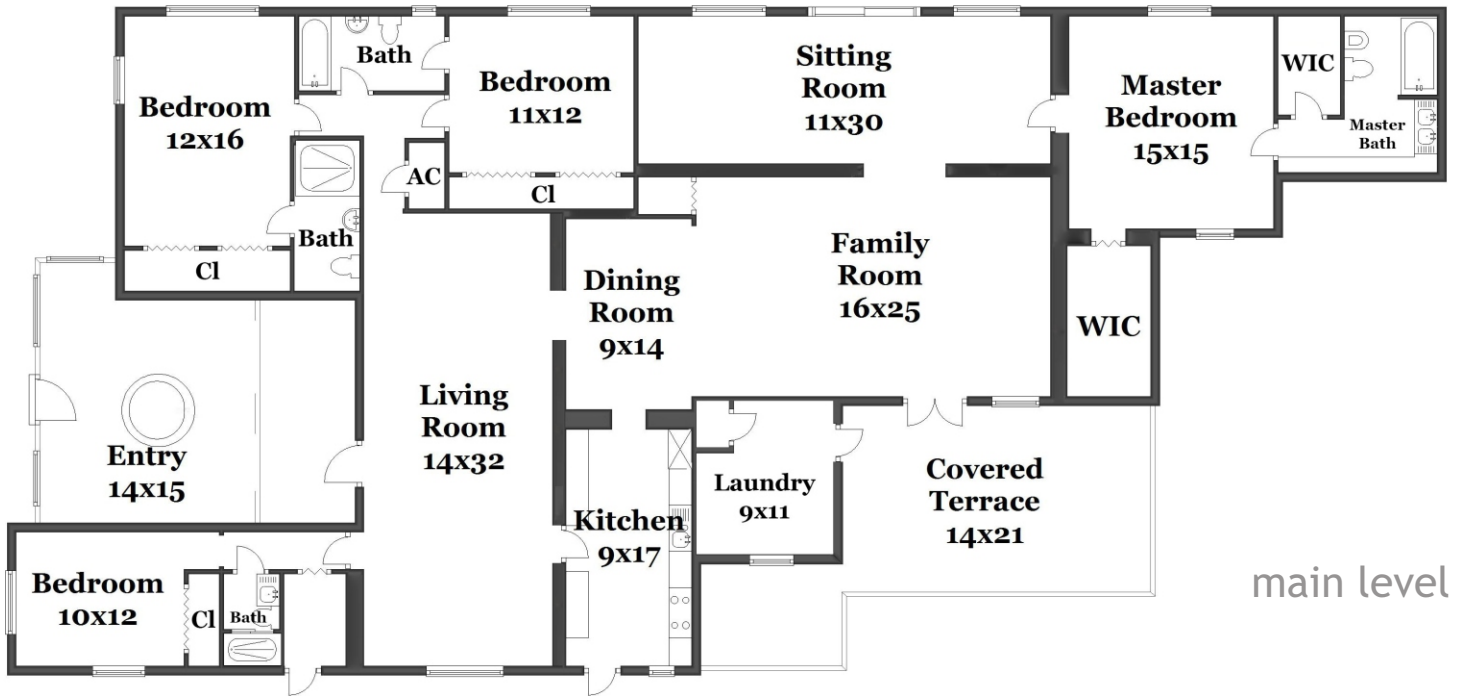 Bath
Bedroom
12x16
Bedroom
11x12
Sitting
Room
11x30
Master
Bedroom
15x15
WIC
Master
Bath
AC
Cl
Bath
Cl
Dining
Room
9x14
Family
Room
16x25
WIC
Entry
14x15
Living
Room
14x32
Kitchen
9x17
Laundry
9x11
Covered
Terrace
14x21
Bedroom
10x12
Cl
Bath
main level